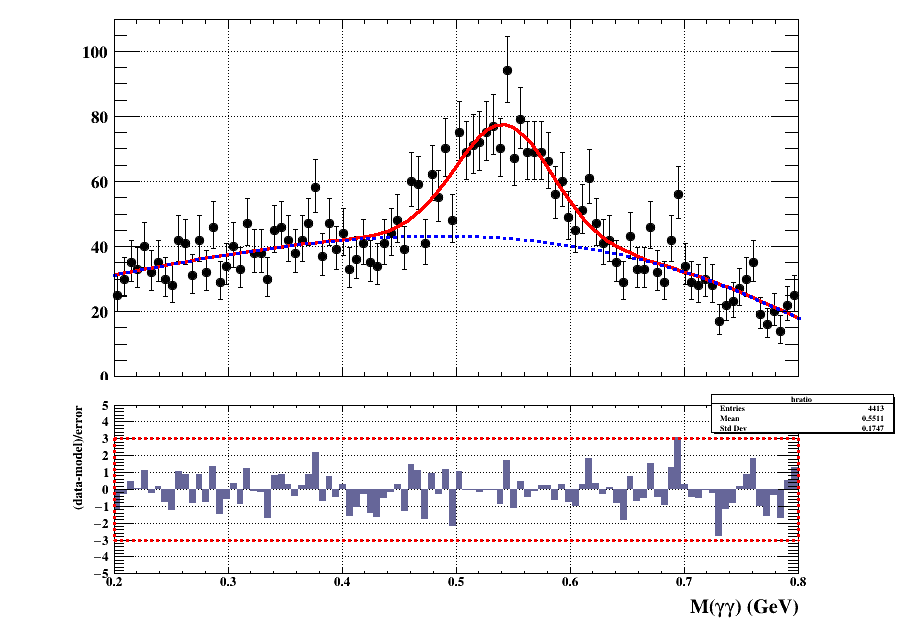 100
80
60
40
20
0
(data-model)/error
5
4
3
2
1
0
−1
−2
−3
−4
−5
hratio
Entries 4413
Mean 0.5511
Std Dev 0.1747
0.2 0.3 0.4 0.5 0.6 0.7 0.8
M(γγ) (GeV)